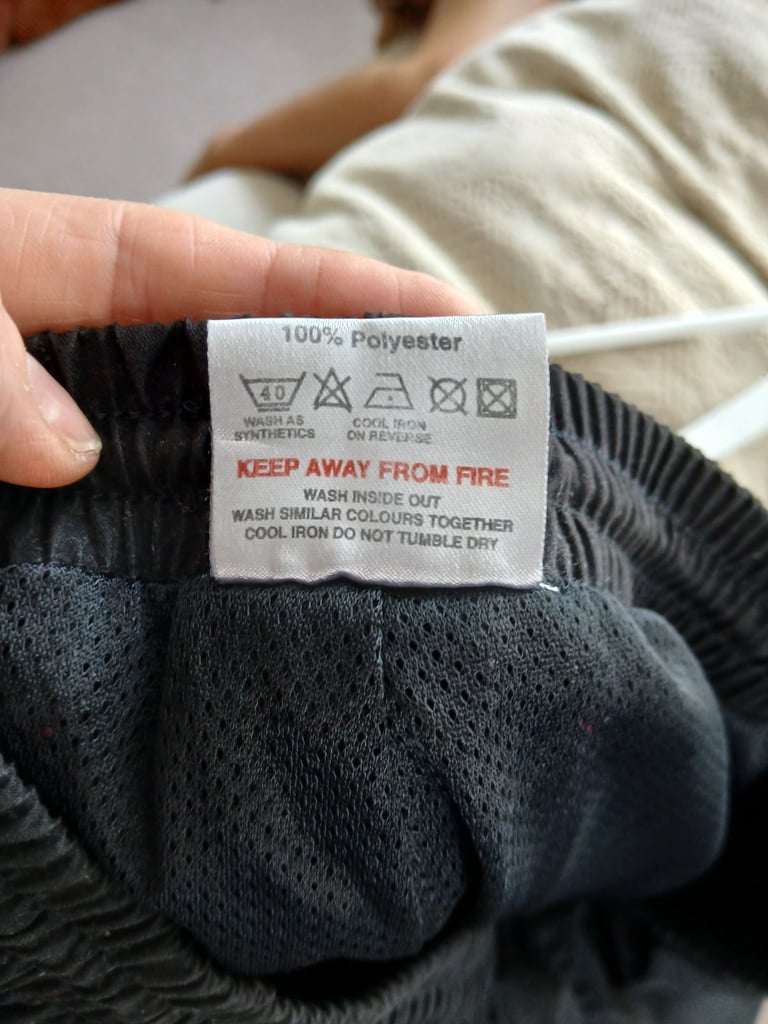 100% Polyester
40
WASH AS SYNTHETICS
COOL IRON ON REVERSE
KEEP AWAY FROM FIRE
WASH INSIDE OUT
WASH SIMILAR COLOURS TOGETHER
COOL IRON DO NOT TUMBLE DRY